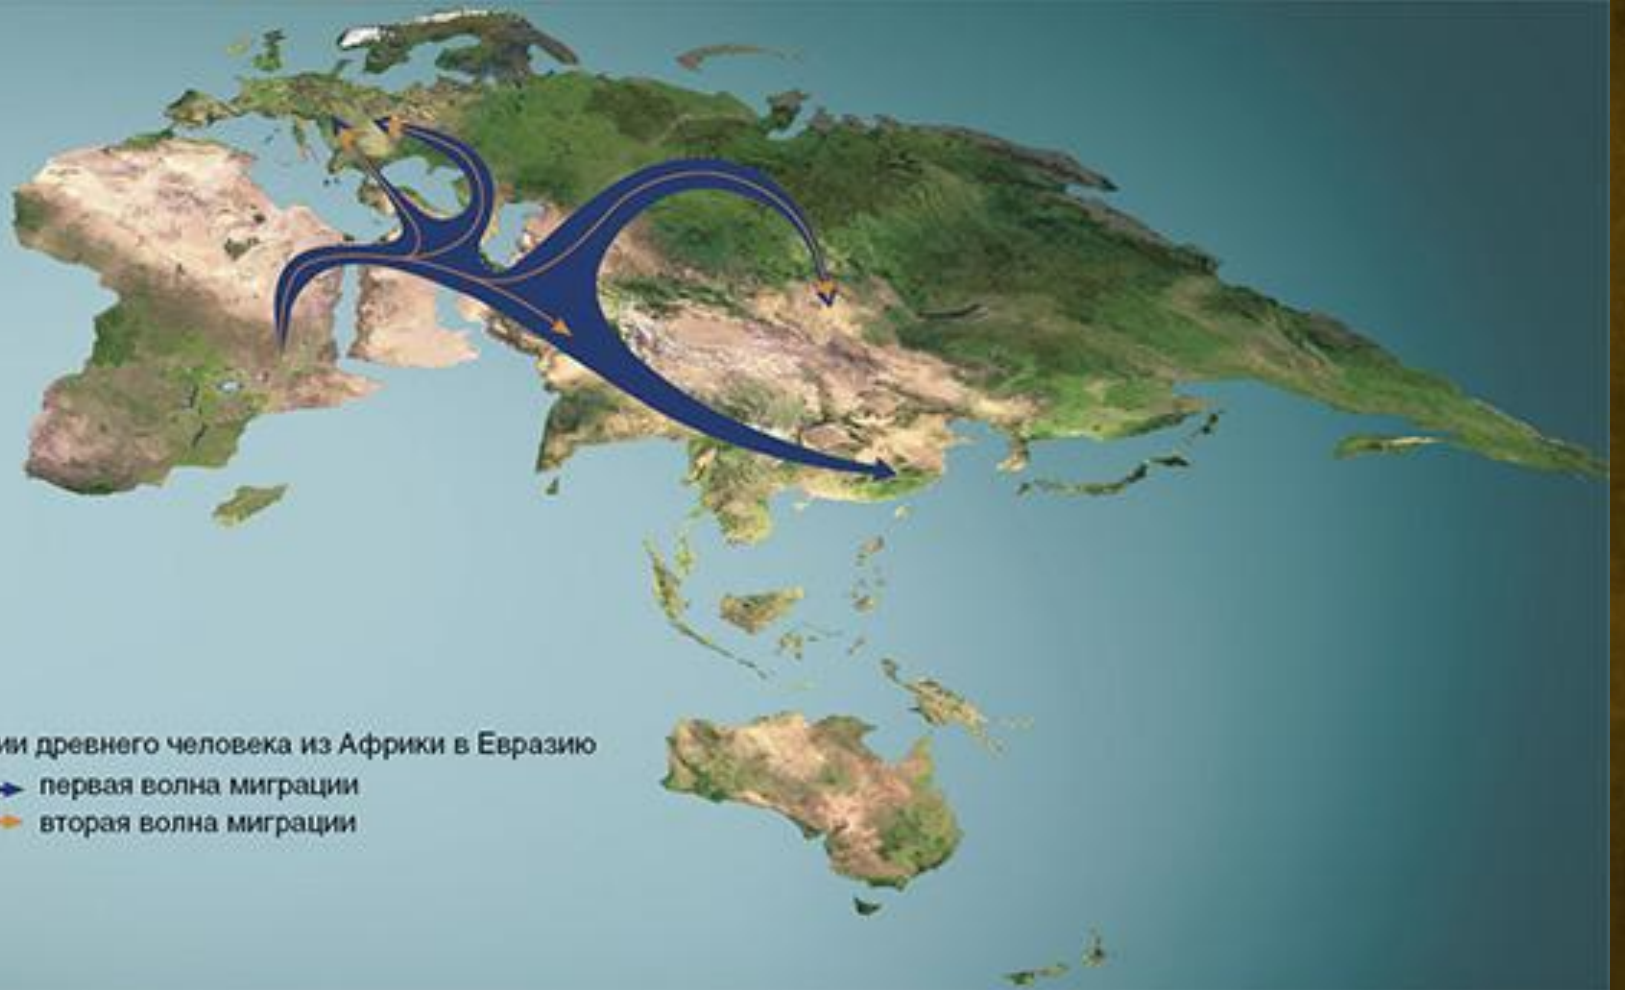 ии древнего человека из Африки в Евразию
первая волна миграции
вторая волна миграции